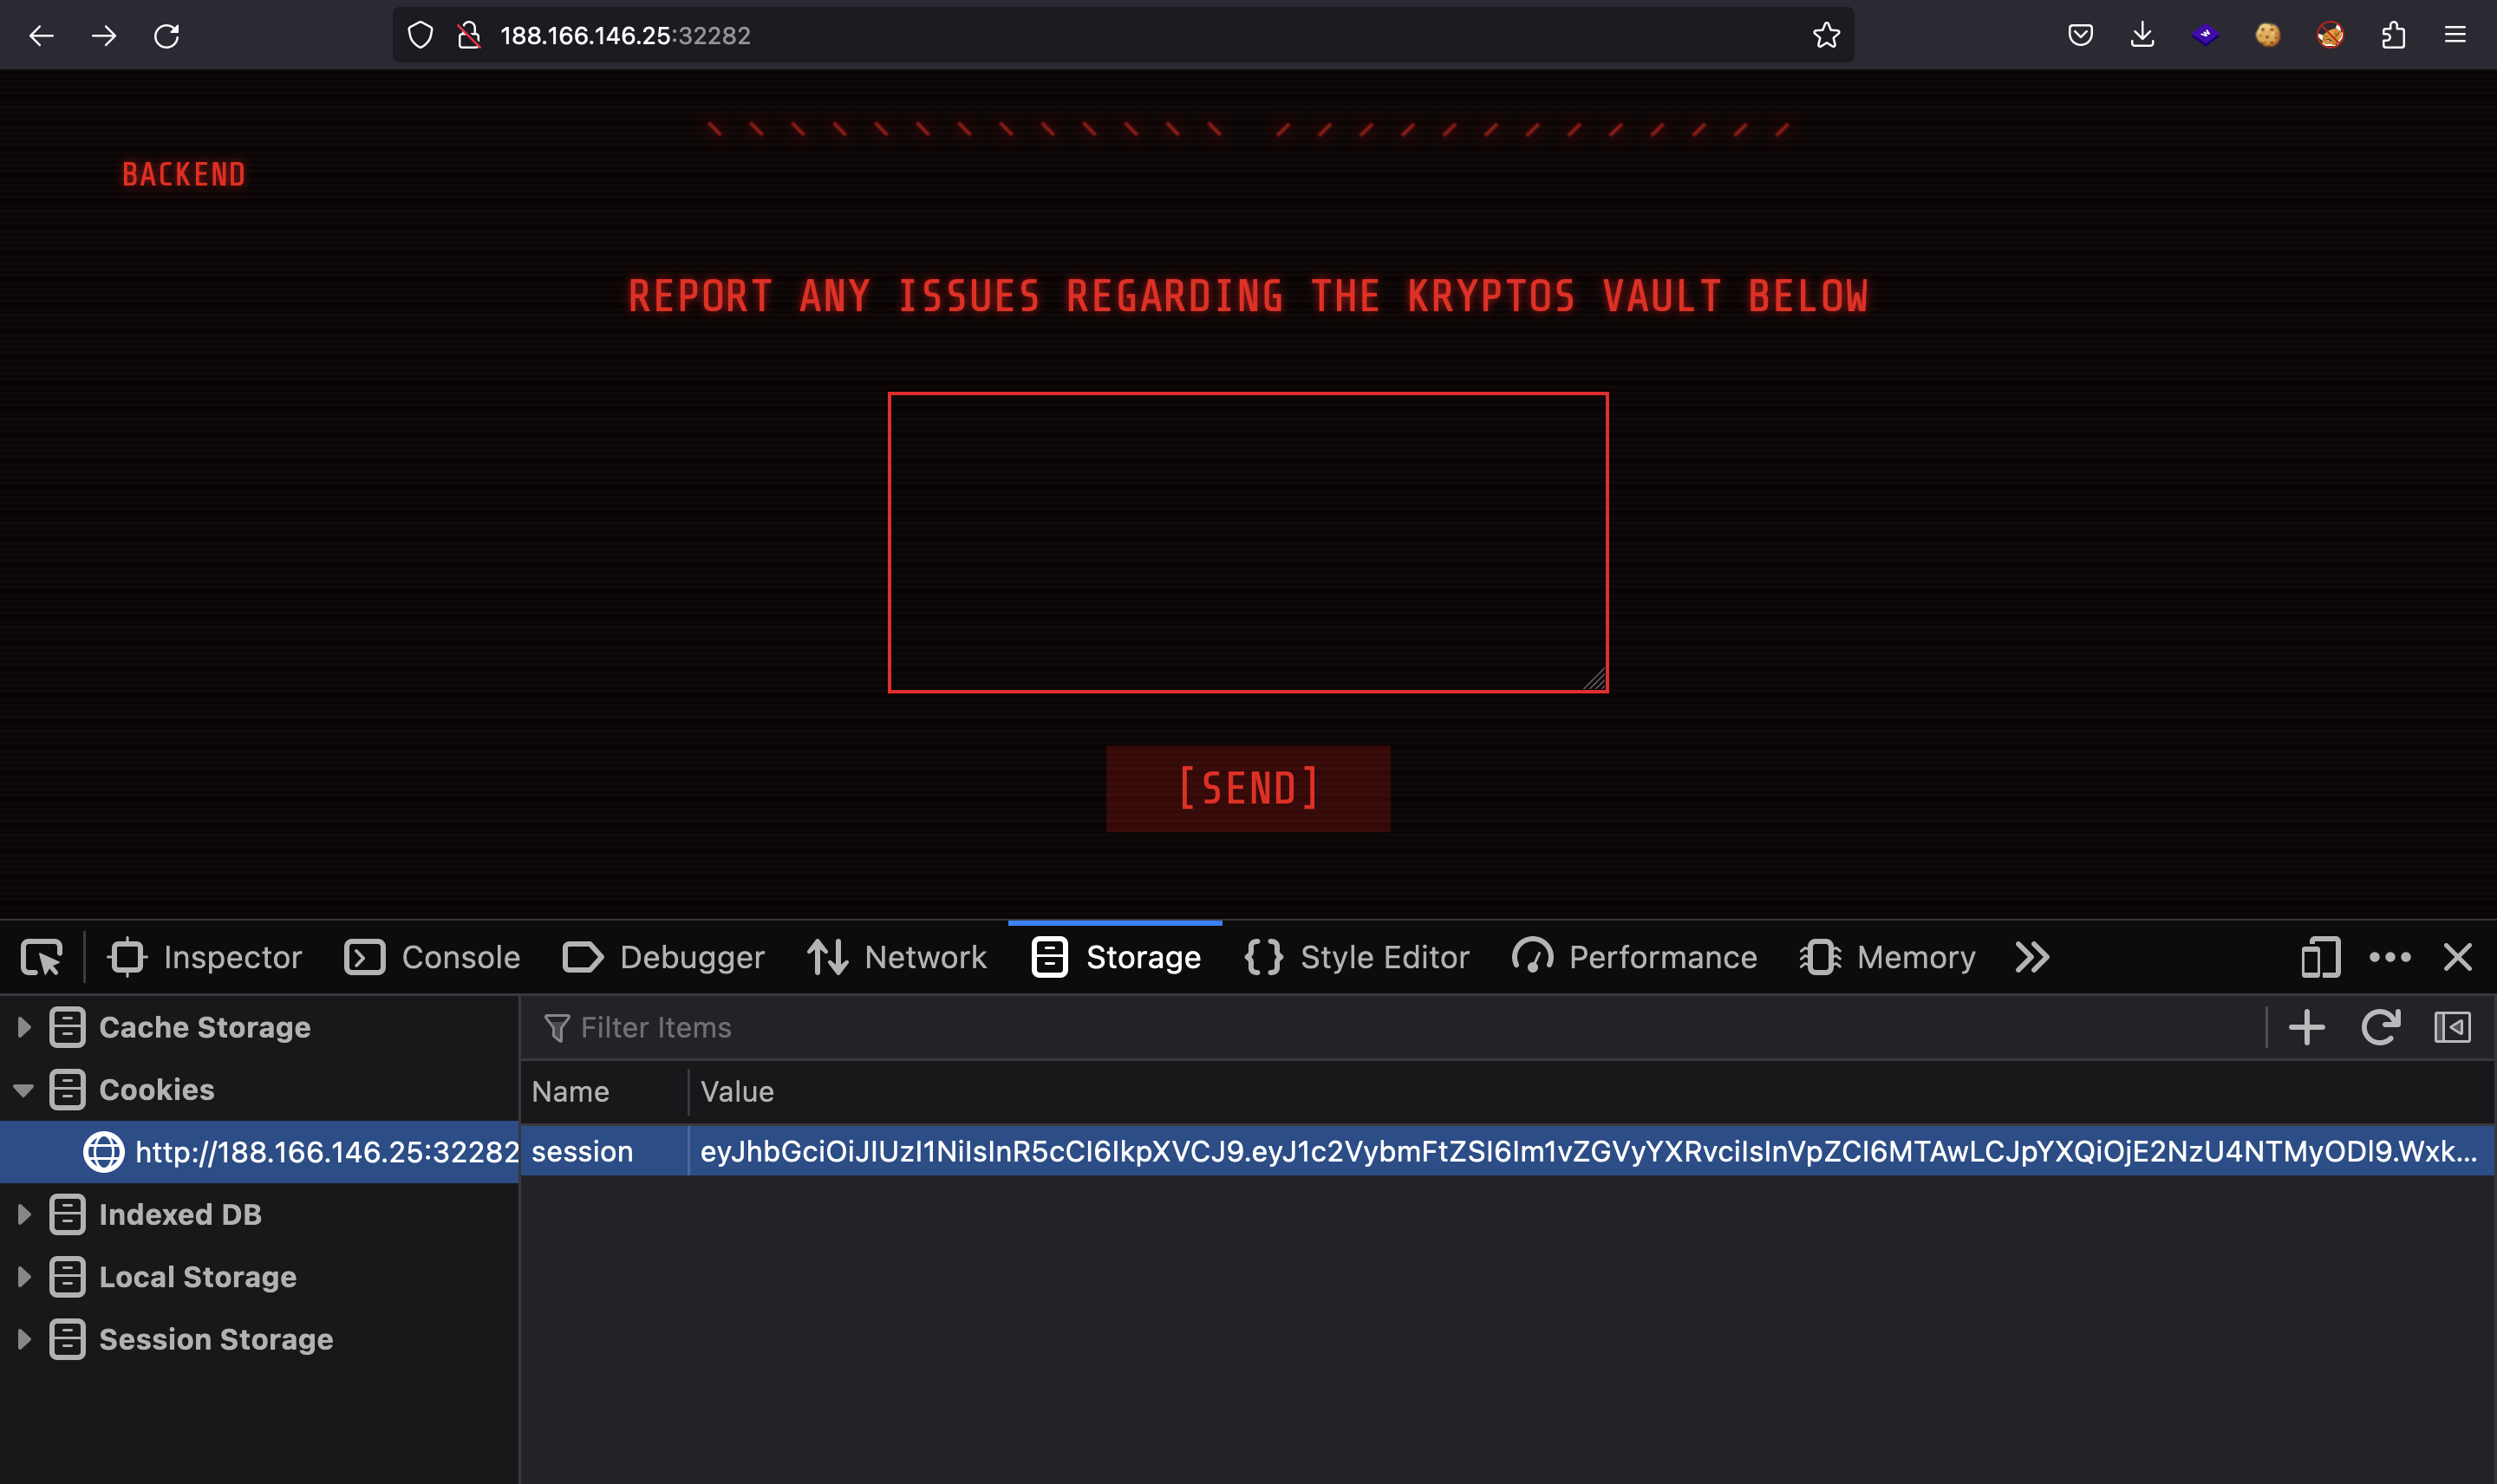 188.166.146.25:32282
BACKEND
REPORT ANY ISSUES REGARDING THE KRYPTOS VAULT BELOW
[SEND]
Inspector Console Debugger Network Storage Style Editor Performance Memory
Cache Storage
Filter Items
Cookies
Name Value
http://188.166.146.25:32282
session eyJhbGciOiJIUzI1NiIsInR5cCI6IkpXVCJ9.eyJ1c2VybmFtZSI6Im1vZGVyYXRvciIsInVpZCI6MTAwLCJpYXQiOjE2NzU4NTMyODl9.Wxk...
Indexed DB
Local Storage
Session Storage